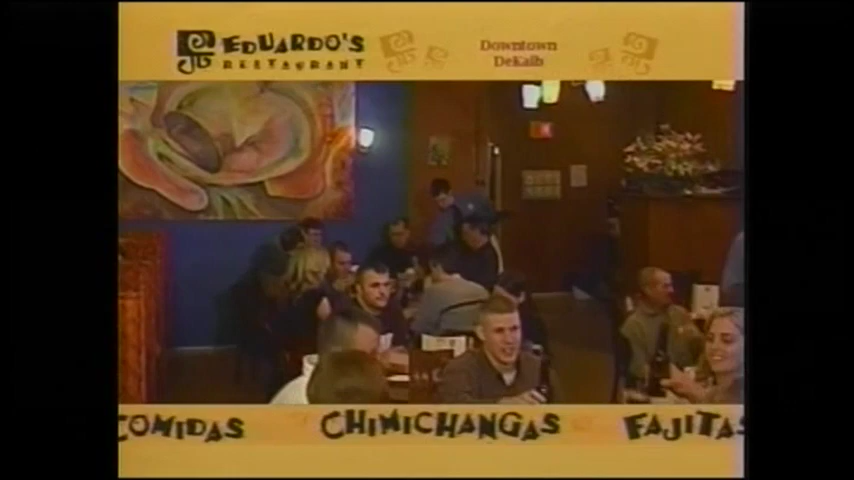 EDUARDO'S
RESTAURANT
Downtown
DeKalb
COMIDAS CHIMICHANGAS FAJITAS